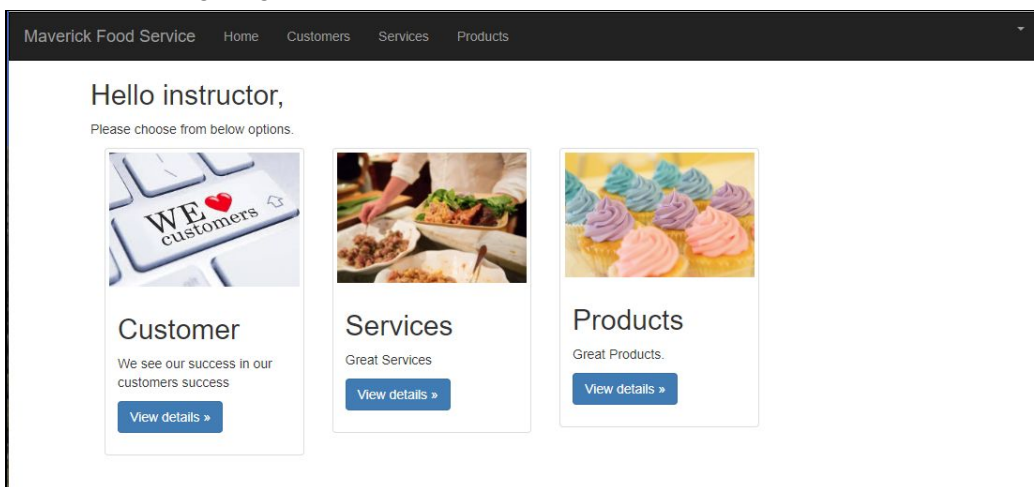 Maverick Food Service Home Customers Services Products
Hello instructor,
Please choose from below options.
WE customers
Customer
We see our success in our
customers success
View details »
Services
Great Services
View details »
Products
Great Products.
View details »